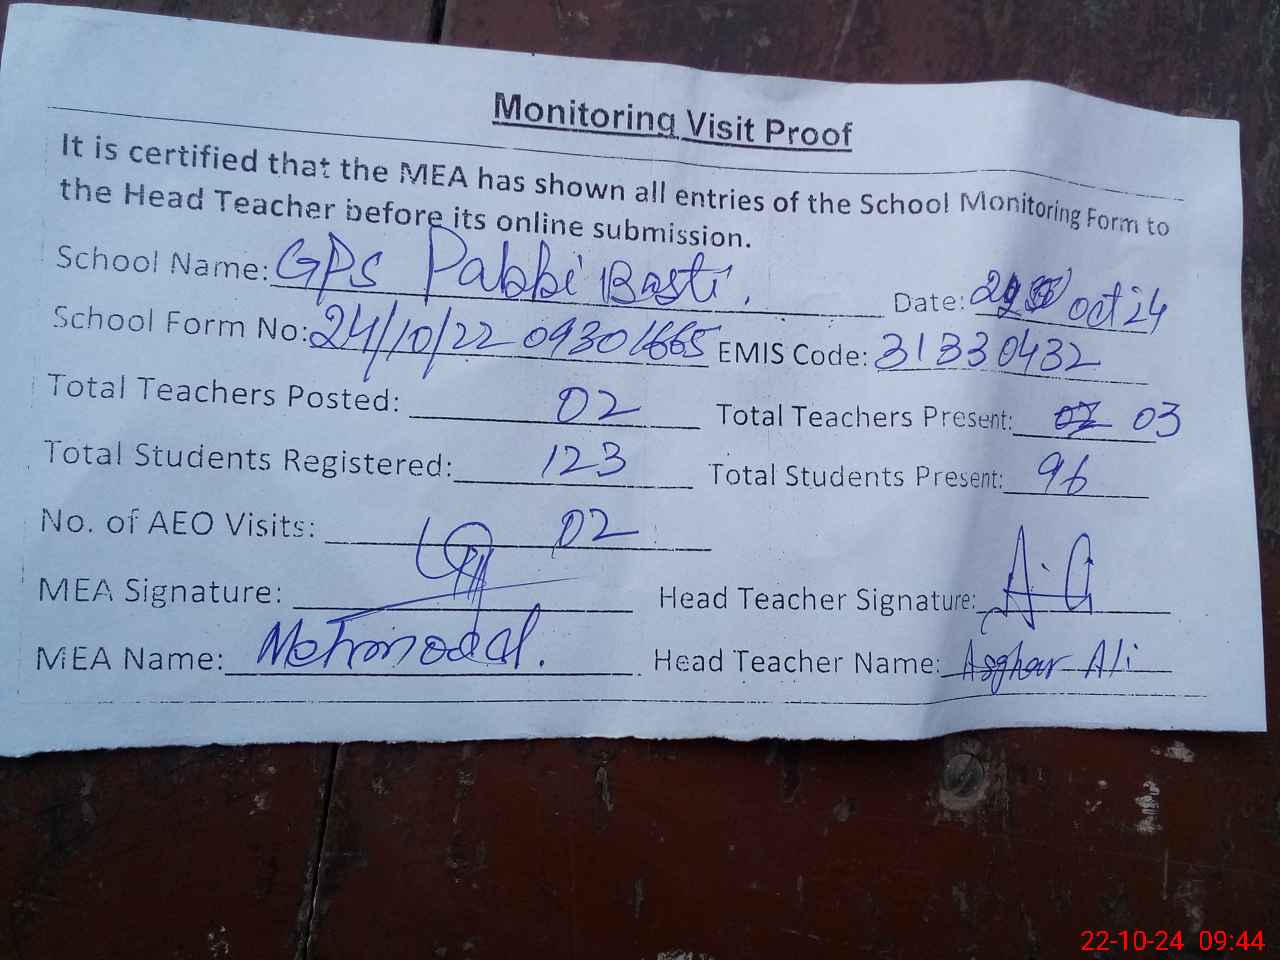 Monitoring Visit Proof
It is certified that the MEA has shown all entries of the School Monitoring Form to
the Head Teacher before its online submission.
School Name: GPS Pabbi Basti. Date: oct 24
School Form No: 24/10/22 09301665 EMIS Code: 31330432
Total Teachers Posted: 02 Total Teachers Present: 02 03
Total Students Registered: 123 Total Students Present: 96
No. of AEO Visits: 02
MEA Signature: Head Teacher Signature: A.A
MEA Name: Mehmood. Head Teacher Name: Asghar Ali
22-10-24 09:44